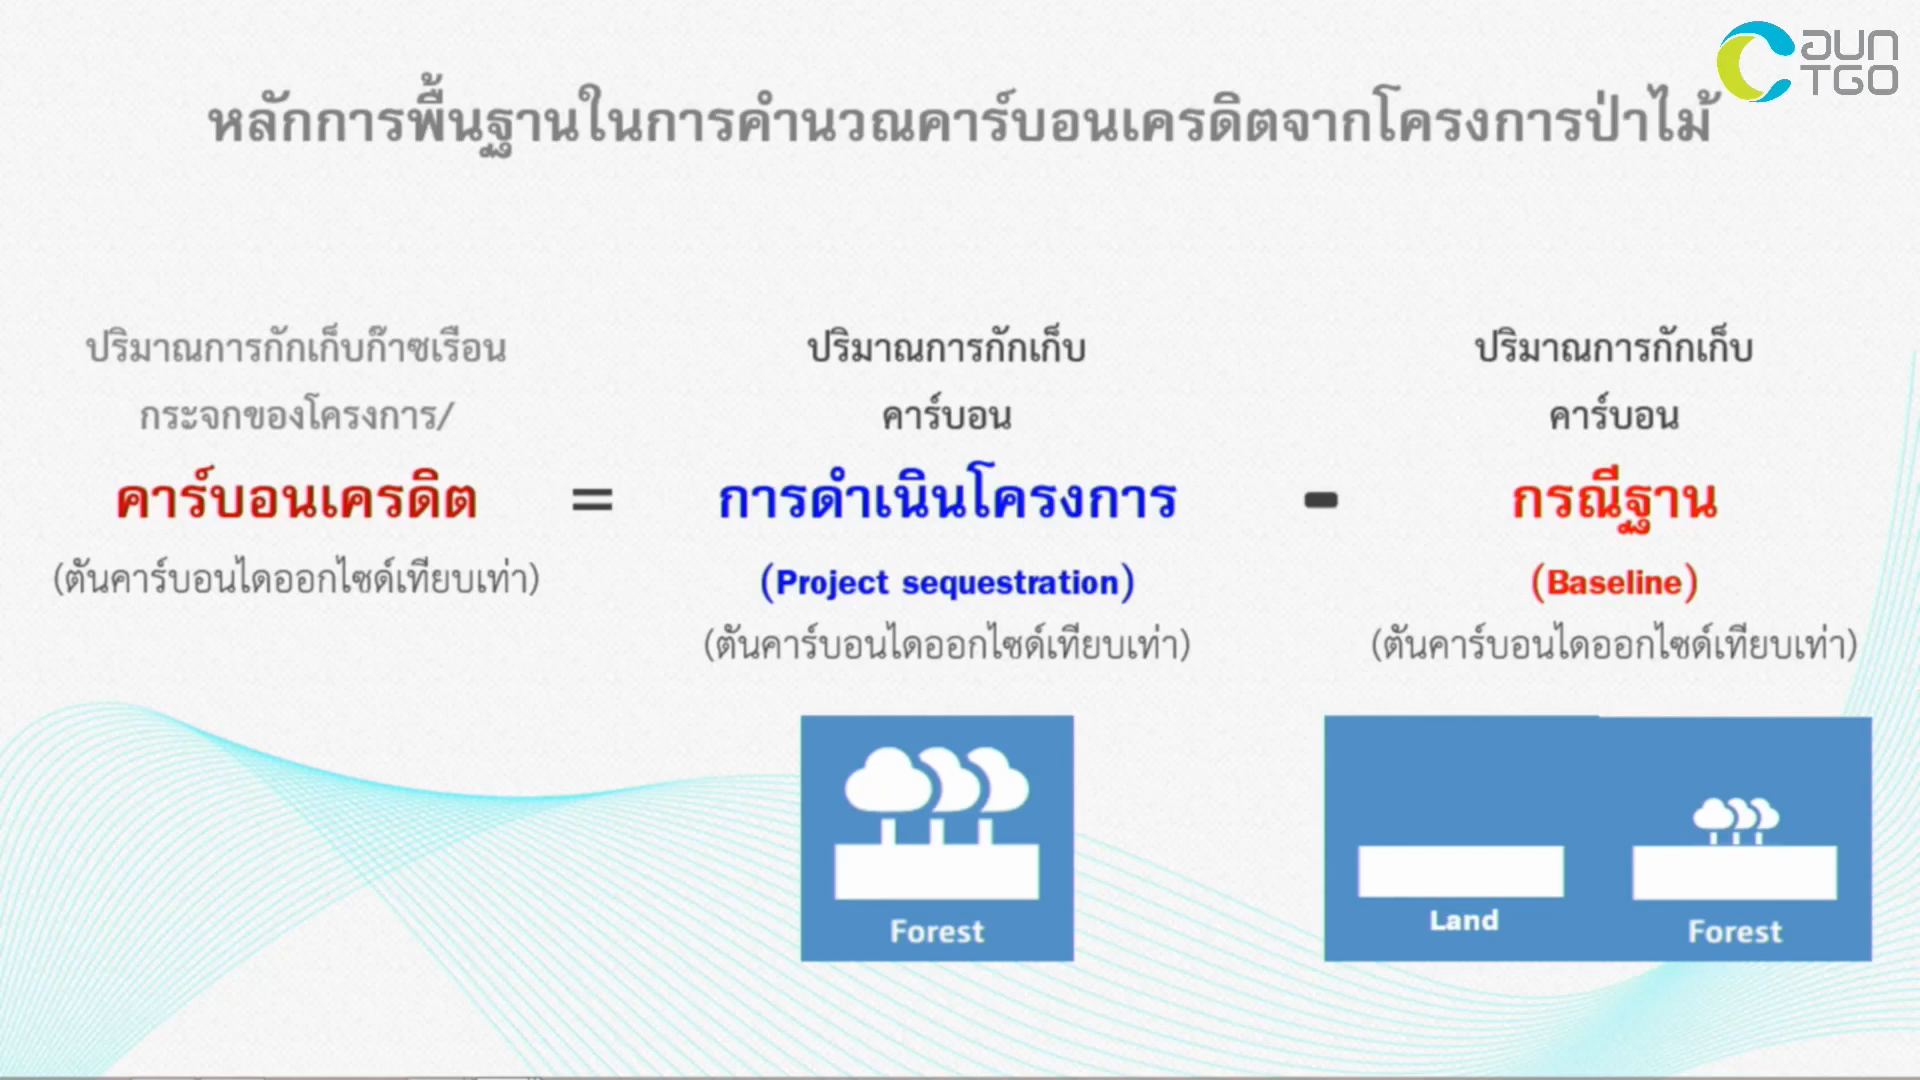 อบก
TGO
หลักการพื้นฐานในการคำนวณคาร์บอนเครดิตจากโครงการป่าไม้
ปริมาณการกักเก็บก๊าซเรือน
กระจกของโครงการ/
คาร์บอนเครดิต
(ตันคาร์บอนไดออกไซด์เทียบเท่า)
=
ปริมาณการกักเก็บ
คาร์บอน
การดำเนินโครงการ
(Project sequestration)
(ตันคาร์บอนไดออกไซด์เทียบเท่า)
Forest
-
ปริมาณการกักเก็บ
คาร์บอน
กรณีฐาน
(Baseline)
(ตันคาร์บอนไดออกไซด์เทียบเท่า)
Land
Forest